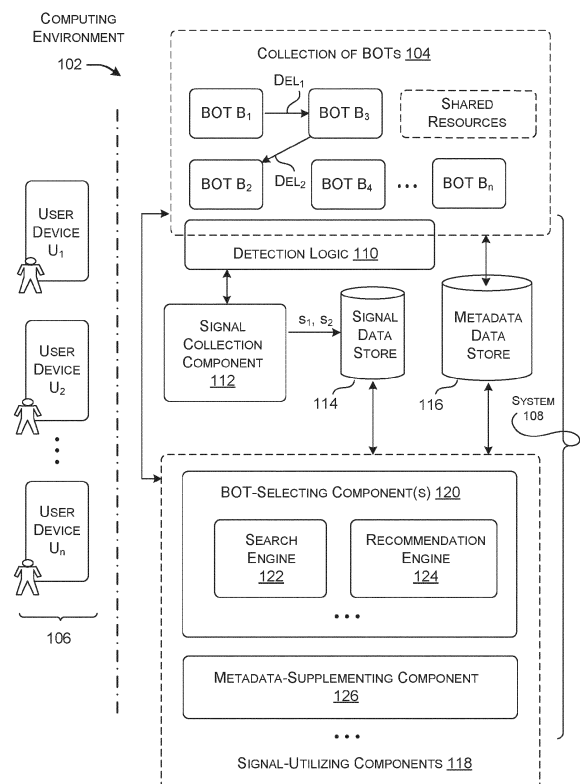 COMPUTING
ENVIRONMENT
102
COLLECTION OF BOTS 104
DEL1
BOT B1
BOT B3
SHARED
RESOURCES
BOT B2
DEL2
BOT B4
...
BOT Bn
USER
DEVICE
U1
DETECTION LOGIC 110
SIGNAL
COLLECTION
COMPONENT
112
S1, S2
SIGNAL
DATA
STORE
114
METADATA
DATA
STORE
116
SYSTEM
108
USER
DEVICE
U2
...
USER
DEVICE
Un
106
BOT-SELECTING COMPONENT(S) 120
SEARCH
ENGINE
122
RECOMMENDATION
ENGINE
124
...
METADATA-SUPPLEMENTING COMPONENT
126
...
SIGNAL-UTILIZING COMPONENTS 118